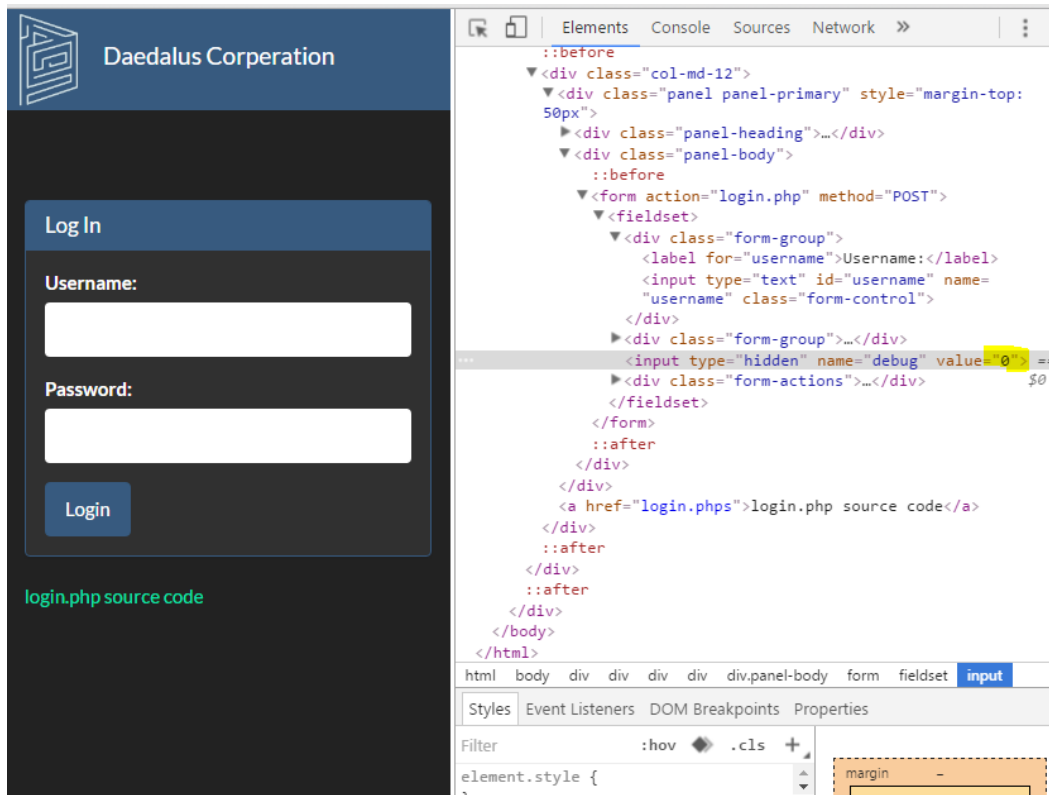 Daedalus Corperation
Log In
Username:
Password:
Login
login.php source code
Elements Console Sources Network »
::before
▼<div class="col-md-12">
▼<div class="panel panel-primary" style="margin-top:
50px">
▶<div class="panel-heading">…</div>
▼<div class="panel-body">
::before
▼<form action="login.php" method="POST">
▼<fieldset>
▼<div class="form-group">
<label for="username">Username:</label>
<input type="text" id="username" name=
"username" class="form-control">
</div>
▶<div class="form-group">…</div>
... <input type="hidden" name="debug" value="0"> ==
▶<div class="form-actions">…</div> $0
</fieldset>
</form>
::after
</div>
</div>
<a href="login.phps">login.php source code</a>
</div>
::after
</div>
::after
</div>
</body>
</html>
html body div div div div div.panel-body form fieldset input
Styles Event Listeners DOM Breakpoints Properties
Filter :hov .cls +
element.style {
margin –